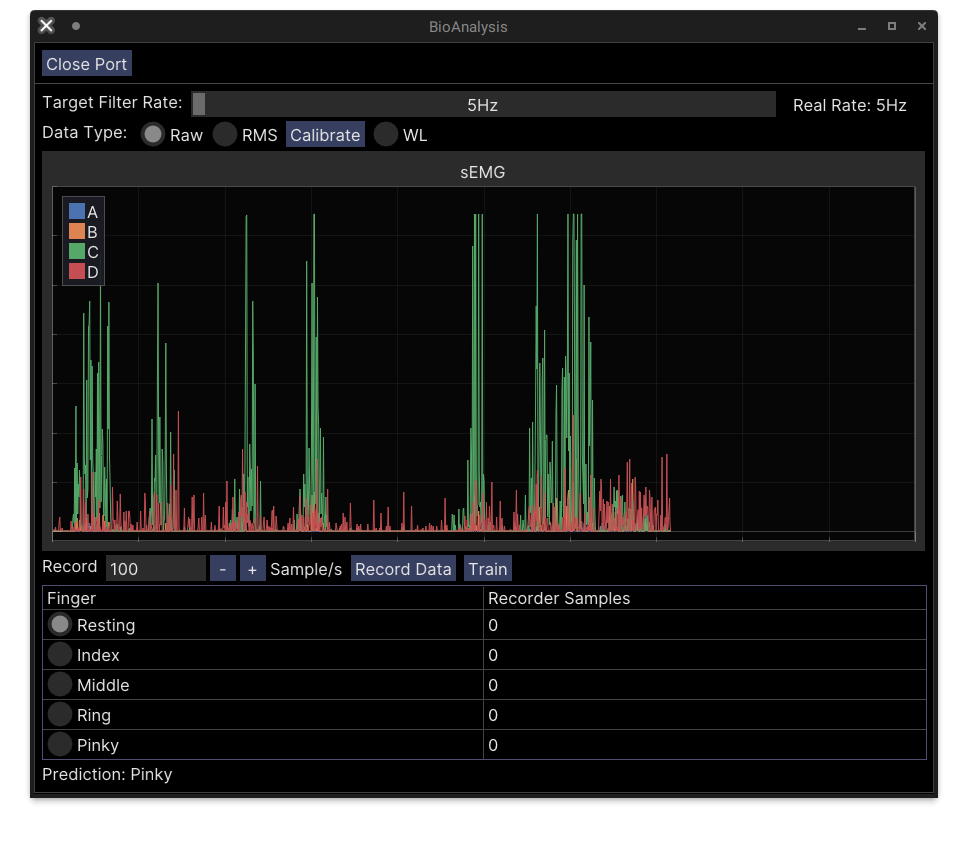 BioAnalysis
Close Port
Target Filter Rate: 5Hz Real Rate: 5Hz
Data Type: Raw RMS Calibrate WL
sEMG
A
B
C
D
Record 100 - + Sample/s Record Data Train
Finger Recorder Samples
Resting 0
Index 0
Middle 0
Ring 0
Pinky 0
Prediction: Pinky